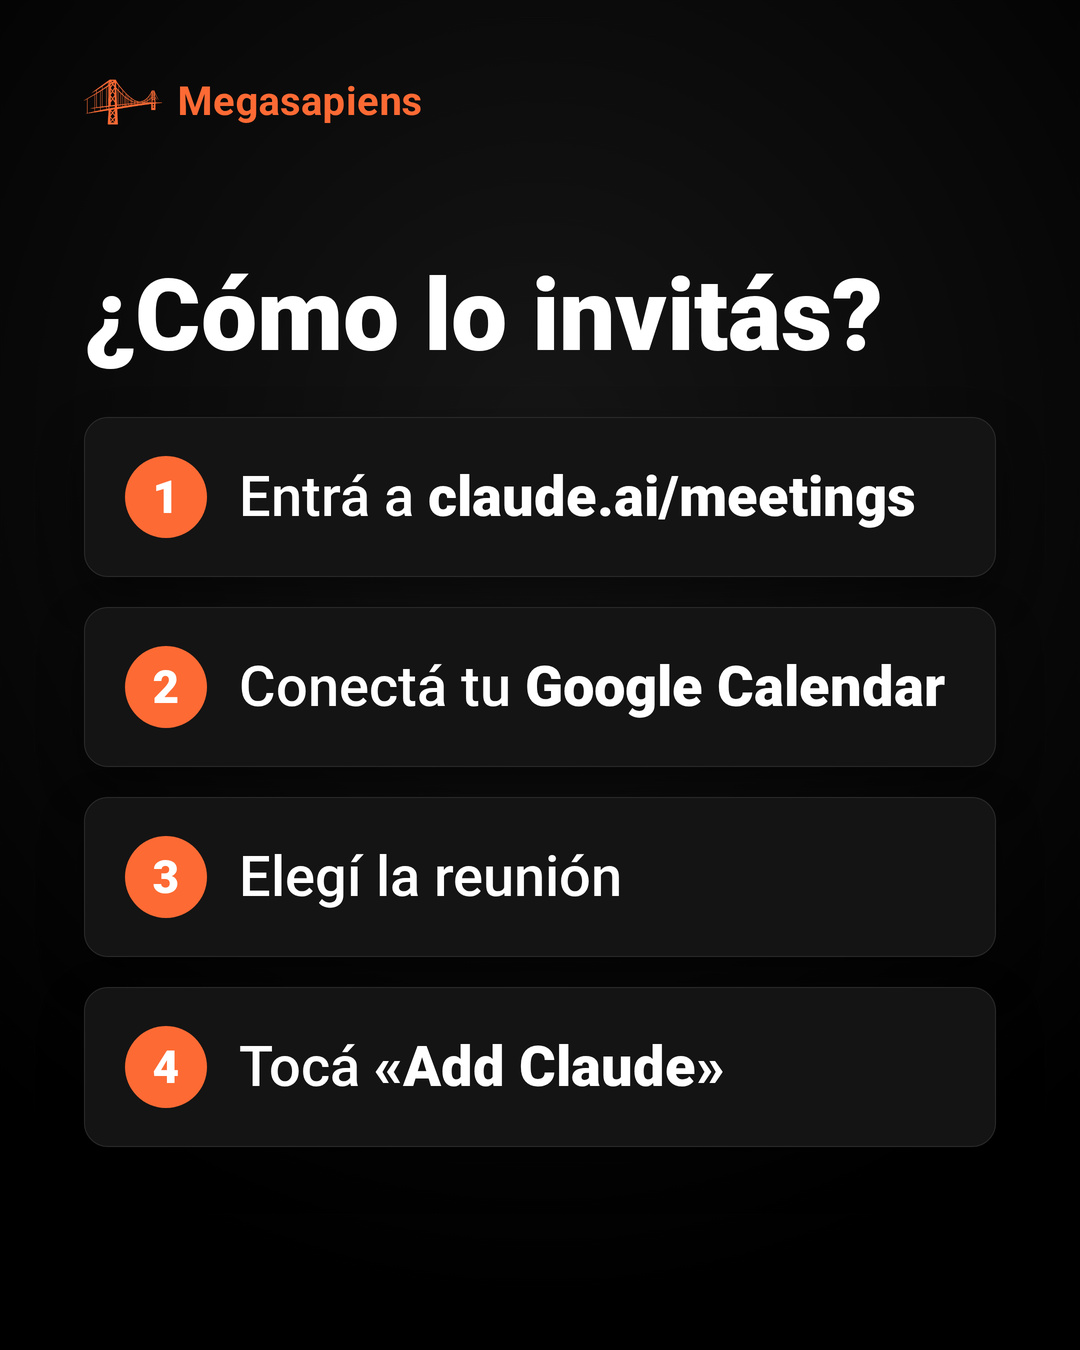 Megasapiens
¿Cómo lo invitás?
1 Entrá a claude.ai/meetings
2 Conectá tu Google Calendar
3 Elegí la reunión
4 Tocá «Add Claude»